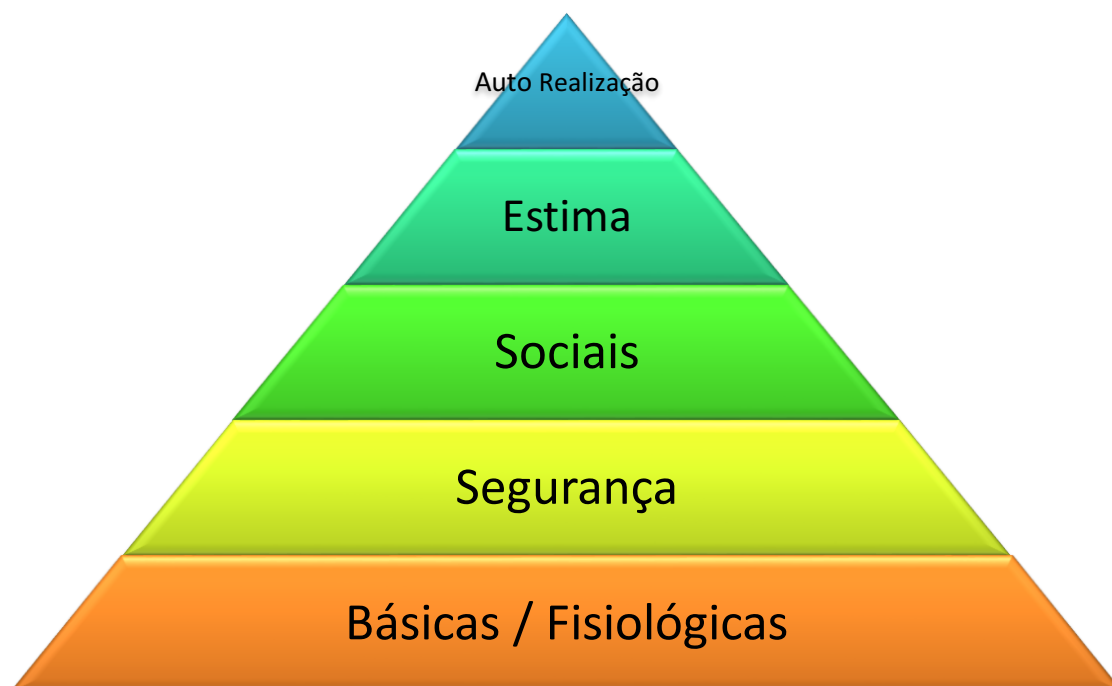 Auto Realização
Estima
Sociais
Segurança
Básicas / Fisiológicas